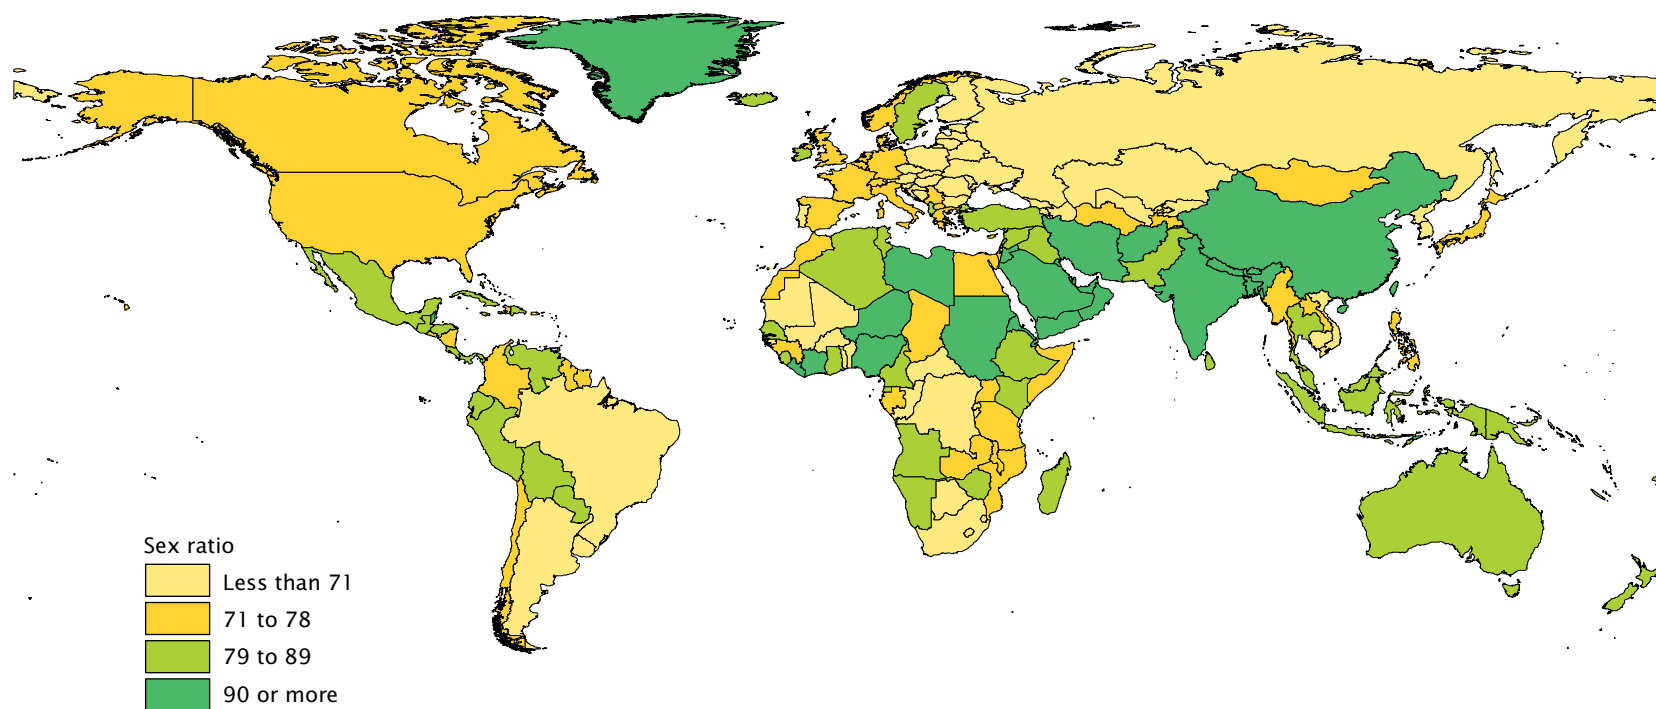 Sex ratio
Less than 71
71 to 78
79 to 89
90 or more